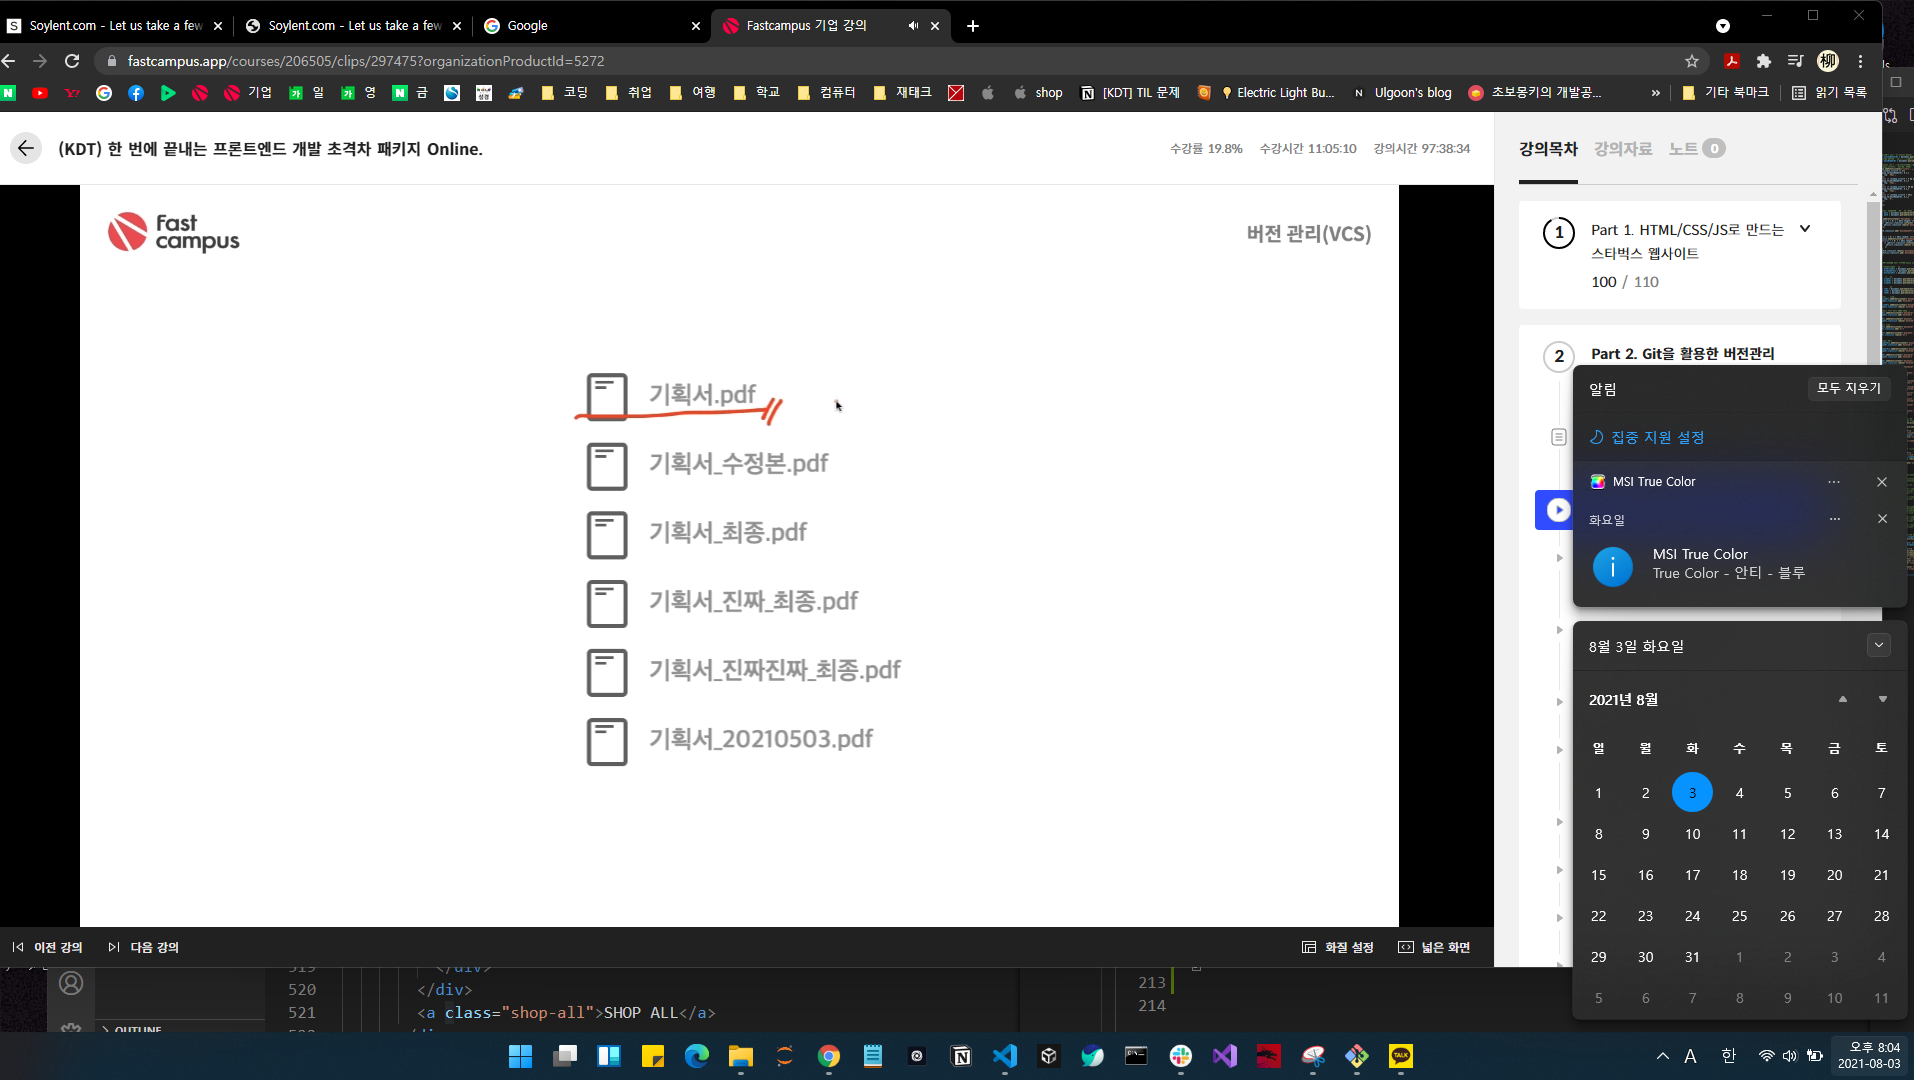 Soylent.com - Let us take a few
Soylent.com - Let us take a few
Google
Fastcampus 기업 강의
fastcampus.app/courses/206505/clips/297475?organizationProductId=5272
기업
일
영
금
코딩
취업
여행
학교
컴퓨터
재테크
shop
[KDT] TIL 문제
Electric Light Bu...
Ulgoon's blog
초보몽키의 개발공...
»
기타 북마크
읽기 목록
(KDT) 한 번에 끝내는 프론트엔드 개발 초격차 패키지 Online.
수강률 19.8% 수강시간 11:05:10 강의시간 97:38:34
강의목차 강의자료 노트 0
Fast
campus
버전 관리(VCS)
기획서.pdf
기획서_수정본.pdf
기획서_최종.pdf
기획서_진짜_최종.pdf
기획서_진짜진짜_최종.pdf
기획서_20210503.pdf
1
Part 1. HTML/CSS/JS로 만드는
스타벅스 웹사이트
100 / 110
2
Part 2. Git을 활용한 버전관리
알림
모두 지우기
집중 지원 설정
MSI True Color
화요일
MSI True Color
True Color - 안티 - 블루
8월 3일 화요일
2021년 8월
일 월 화 수 목 금 토
1 2 3 4 5 6 7
8 9 10 11 12 13 14
15 16 17 18 19 20 21
22 23 24 25 26 27 28
29 30 31 1 2 3 4
5 6 7 8 9 10 11
이전 강의
다음 강의
화질 설정
넓은 화면
519 </div>
520 </div>
521 <a class="shop-all">SHOP ALL</a>
OUTLINE
213
214
A
한
오후 8:04
2021-08-03